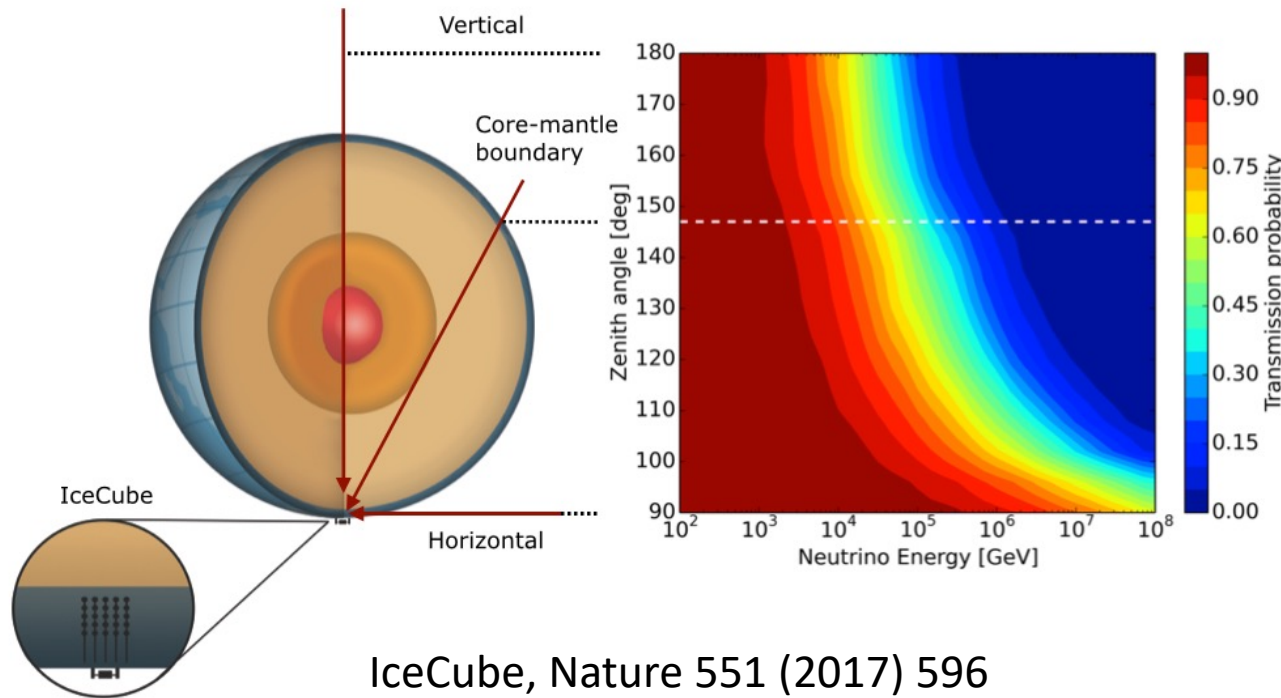 Vertical
Core-mantle
boundary
IceCube
Horizontal
180
170
160
150
140
130
120
110
100
90
Zenith angle [deg]
10² 10³ 10⁴ 10⁵ 10⁶ 10⁷ 10⁸
Neutrino Energy [GeV]
0.90
0.75
0.60
0.45
0.30
0.15
0.00
Transmission probability
IceCube, Nature 551 (2017) 596